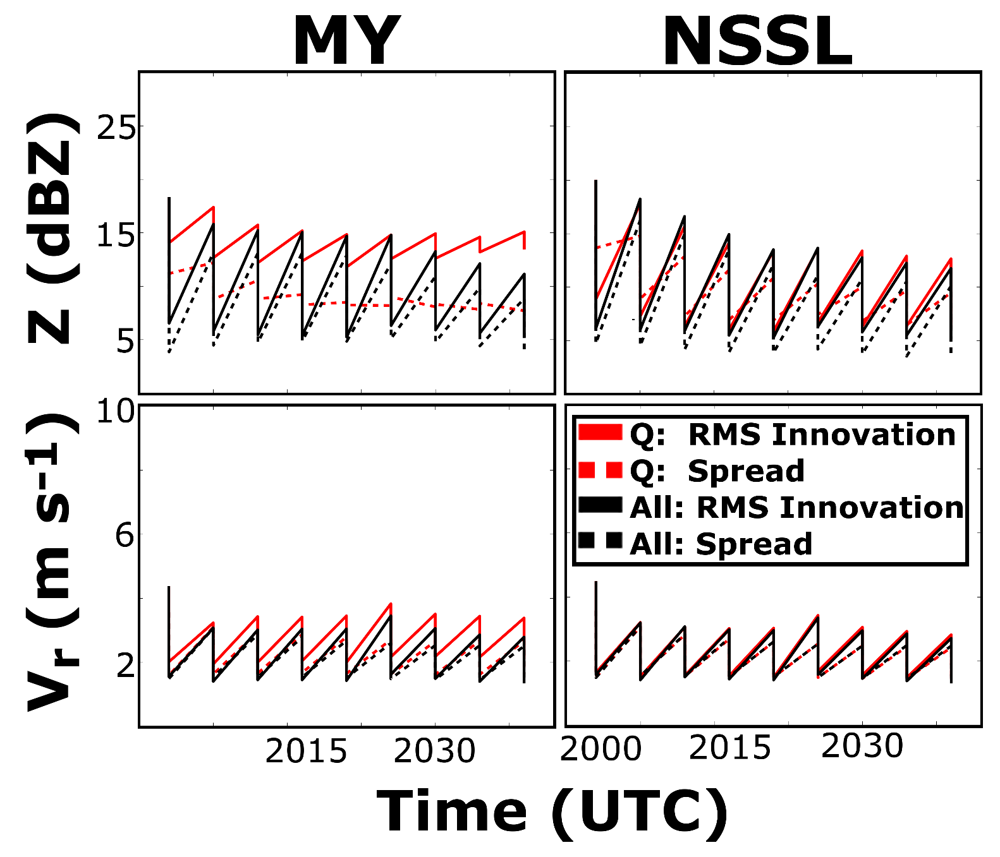 MY NSSL
Z (dBZ)
25
15
5
Vr (m s-1)
10
6
2
Q: RMS Innovation
Q: Spread
All: RMS Innovation
All: Spread
2015 2030 2000 2015 2030
Time (UTC)